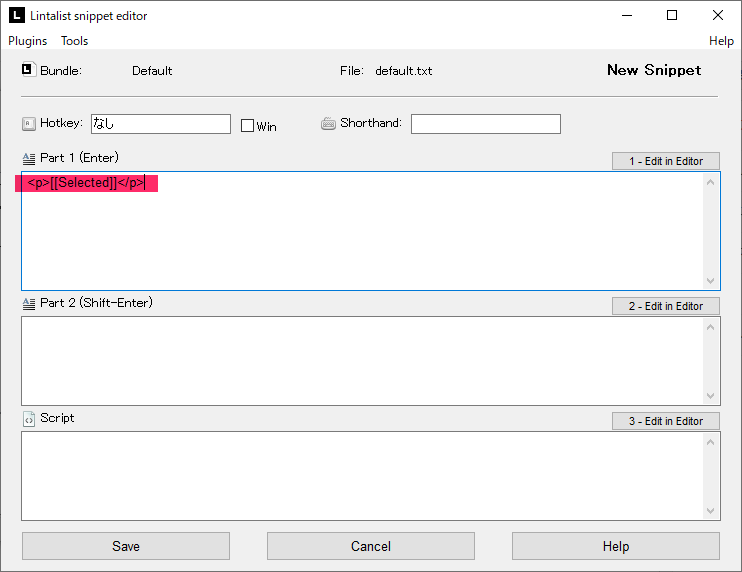 Lintalist snippet editor
Plugins Tools Help
Bundle: Default File: default.txt New Snippet
Hotkey: なし Win Shorthand:
Part 1 (Enter) 1 - Edit in Editor
<p>[[Selected]]</p>
Part 2 (Shift-Enter) 2 - Edit in Editor
Script 3 - Edit in Editor
Save Cancel Help